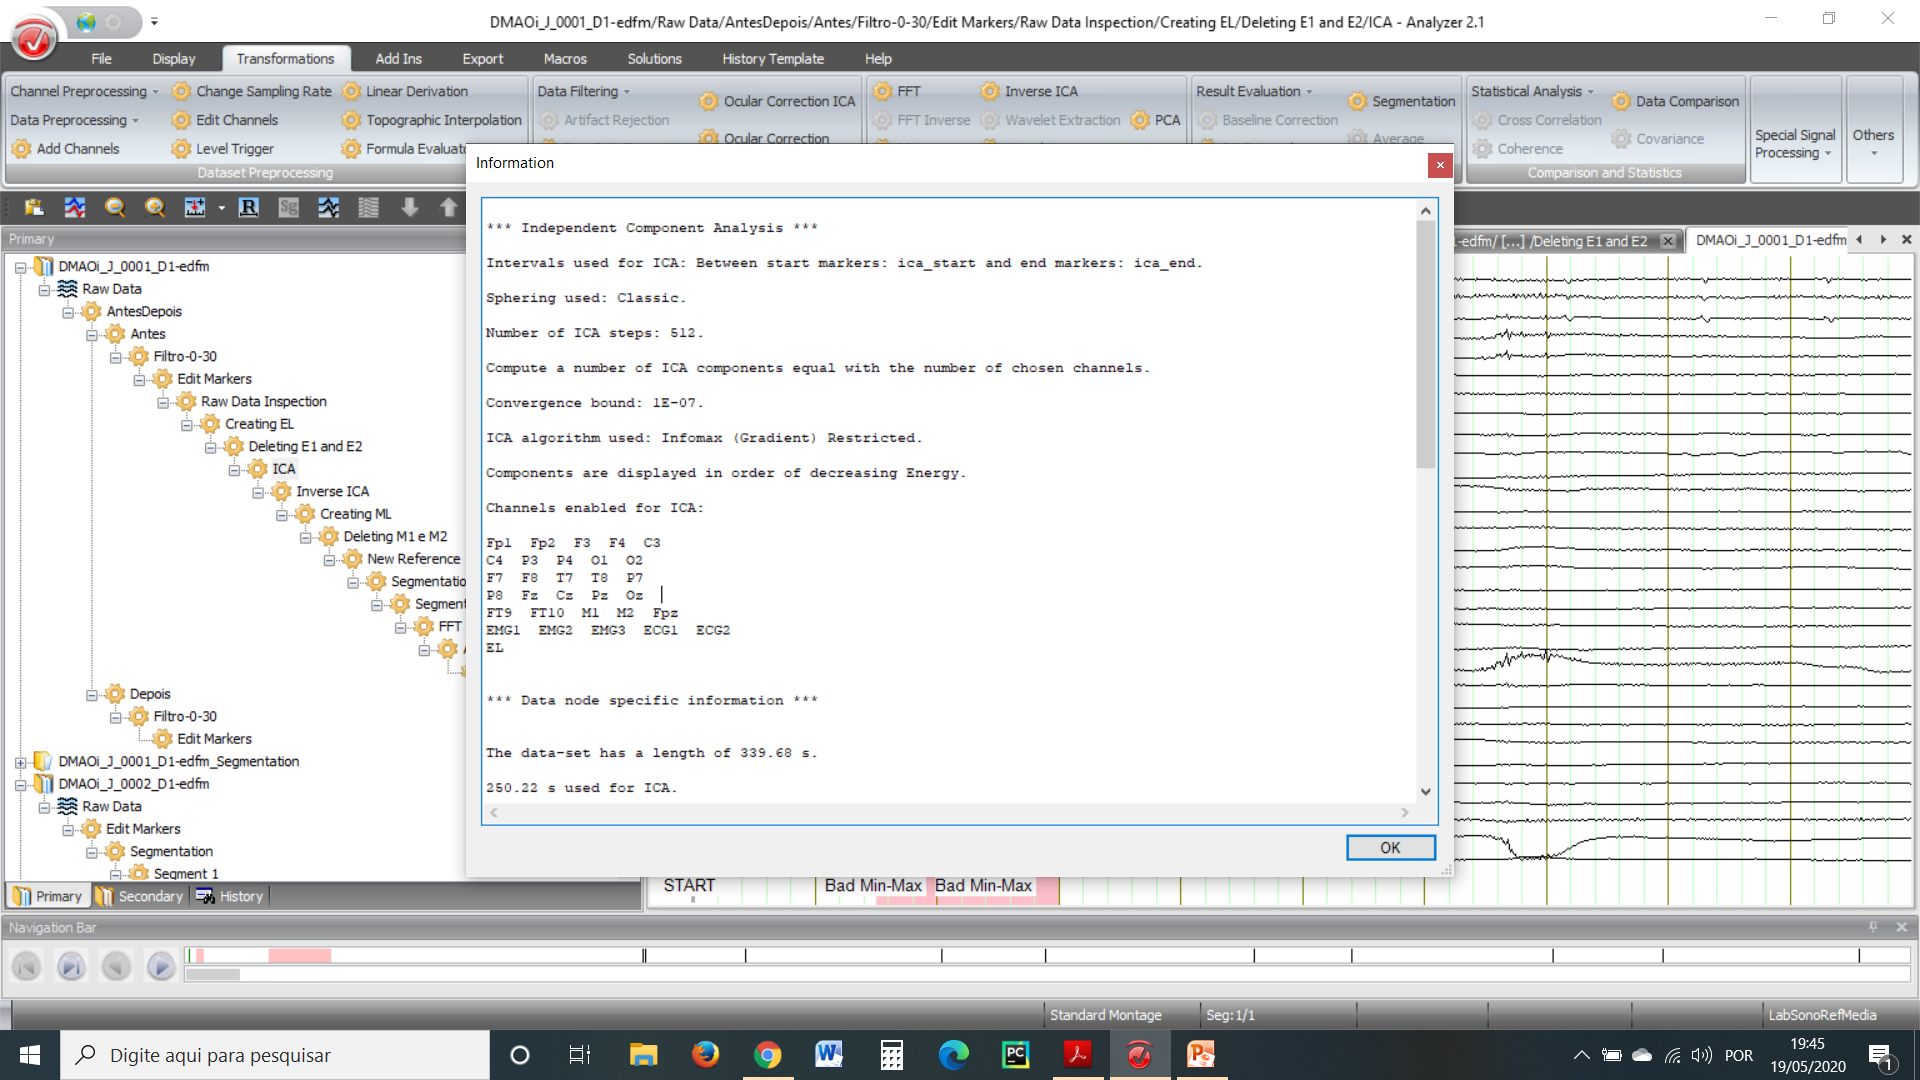 DMAOi_J_0001_D1-edfm/Raw Data/AntesDepois/Antes/Filtro-0-30/Edit Markers/Raw Data Inspection/Creating EL/Deleting E1 and E2/ICA - Analyzer 2.1
File Display Transformations Add Ins Export Macros Solutions History Template Help
Channel Preprocessing Change Sampling Rate Linear Derivation
Data Preprocessing Edit Channels Topographic Interpolation
Add Channels Level Trigger Formula Evaluato
Dataset Preprocessing
Data Filtering Ocular Correction ICA
Artifact Rejection Ocular Correction
FFT Inverse ICA
FFT Inverse Wavelet Extraction PCA
Result Evaluation Segmentation
Baseline Correction Average
Statistical Analysis Data Comparison
Cross Correlation Covariance
Coherence
Comparison and Statistics
Special Signal
Processing
Others
Primary
DMAOi_J_0001_D1-edfm
Raw Data
AntesDepois
Antes
Filtro-0-30
Edit Markers
Raw Data Inspection
Creating EL
Deleting E1 and E2
ICA
Inverse ICA
Creating ML
Deleting M1 e M2
New Reference
Segmentatio
Segment
FFT
Depois
Filtro-0-30
Edit Markers
DMAOi_J_0001_D1-edfm_Segmentation
DMAOi_J_0002_D1-edfm
Raw Data
Edit Markers
Segmentation
Segment 1
Primary Secondary History
Information
*** Independent Component Analysis ***
Intervals used for ICA: Between start markers: ica_start and end markers: ica_end.
Sphering used: Classic.
Number of ICA steps: 512.
Compute a number of ICA components equal with the number of chosen channels.
Convergence bound: 1E-07.
ICA algorithm used: Infomax (Gradient) Restricted.
Components are displayed in order of decreasing Energy.
Channels enabled for ICA:
Fp1 Fp2 F3 F4 C3
C4 P3 P4 O1 O2
F7 F8 T7 T8 P7
P8 Fz Cz Pz Oz
FT9 FT10 M1 M2 Fpz
EMG1 EMG2 EMG3 ECG1 ECG2
EL
*** Data node specific information ***
The data-set has a length of 339.68 s.
250.22 s used for ICA.
OK
-edfm/ [...] /Deleting E1 and E2
DMAOi_J_0001_D1-edfm
START Bad Min-Max Bad Min-Max
Navigation Bar
Standard Montage Seg:1/1 LabSonoRefMedia
Digite aqui para pesquisar
POR
19:45
19/05/2020
1